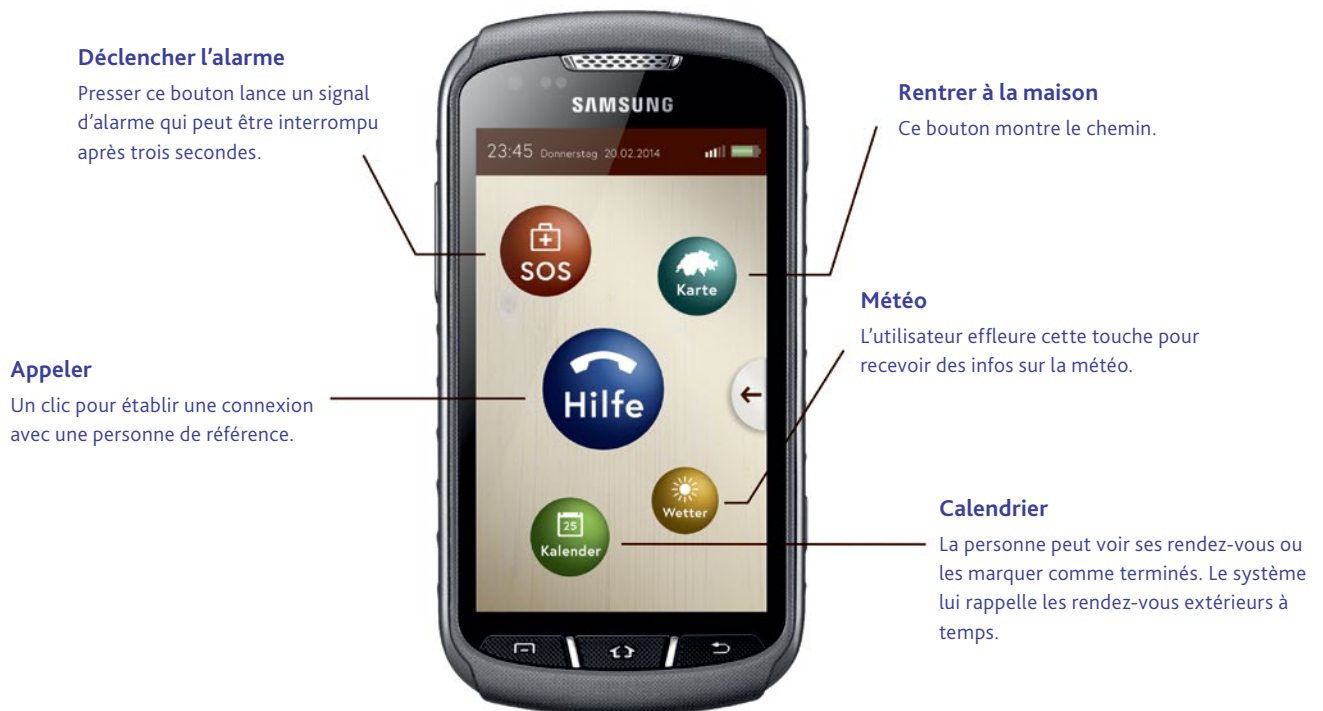 Déclencher l’alarme
Presser ce bouton lance un signal
d’alarme qui peut être interrompu
après trois secondes.
Appeler
Un clic pour établir une connexion
avec une personne de référence.
SAMSUNG
23:45 Donnerstag 20.02.2014
SOS
Karte
Hilfe
Wetter
25
Kalender
Rentrer à la maison
Ce bouton montre le chemin.
Météo
L’utilisateur effleure cette touche pour
recevoir des infos sur la météo.
Calendrier
La personne peut voir ses rendez-vous ou
les marquer comme terminés. Le système
lui rappelle les rendez-vous extérieurs à
temps.